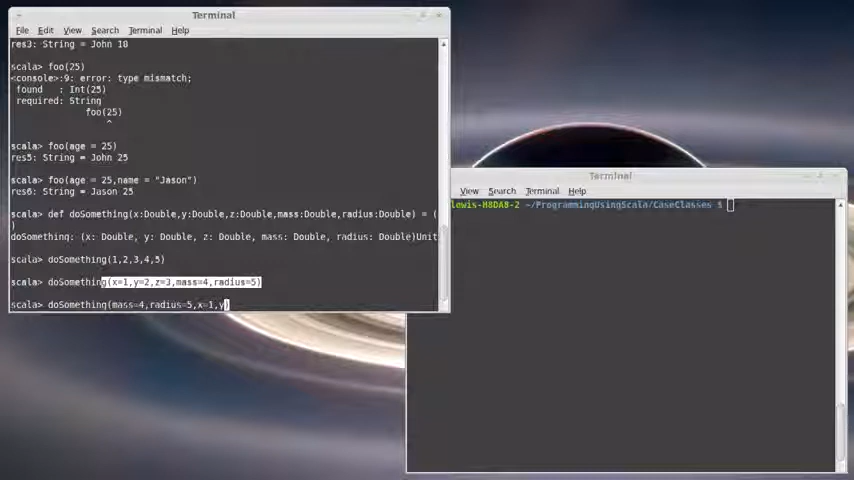 Terminal
File Edit View Search Terminal Help
res3: String = John 10
scala> foo(25)
<console>:9: error: type mismatch;
found : Int(25)
required: String
foo(25)
^
scala> foo(age = 25)
res5: String = John 25
scala> foo(age = 25,name = "Jason")
res6: String = Jason 25
scala> def doSomething(x:Double,y:Double,z:Double,mass:Double,radius:Double) = (
)
doSomething: (x: Double, y: Double, z: Double, mass: Double, radius: Double)Unit
scala> doSomething(1,2,3,4,5)
scala> doSomething(x=1,y=2,z=3,mass=4,radius=5)
scala> doSomething(mass=4,radius=5,x=1,y)
Terminal
View Search Terminal Help
lewis-H8DA8-2 ~/ProgrammingUsingScala/CaseClasses $